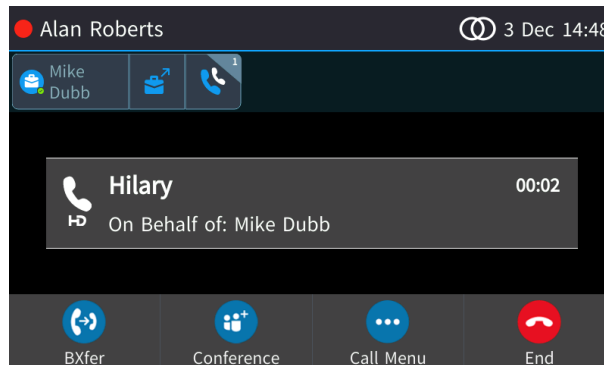 Alan Roberts 3 Dec 14:48
Mike
Dubb
1
Hilary 00:02
HD On Behalf of: Mike Dubb
BXfer Conference Call Menu End